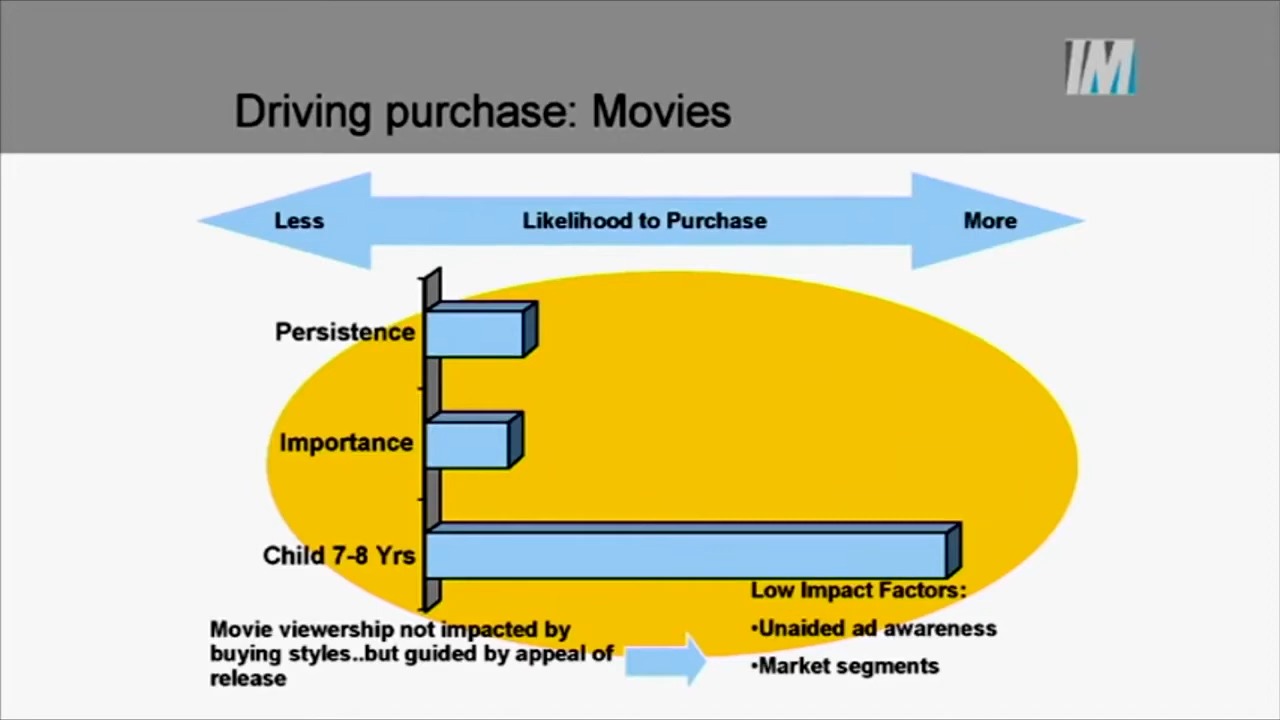 IM
Driving purchase: Movies
Less
Likelihood to Purchase
More
Persistence
Importance
Child 7-8 Yrs
Movie viewership not impacted by
buying styles..but guided by appeal of
release
Low Impact Factors:
•Unaided ad awareness
•Market segments